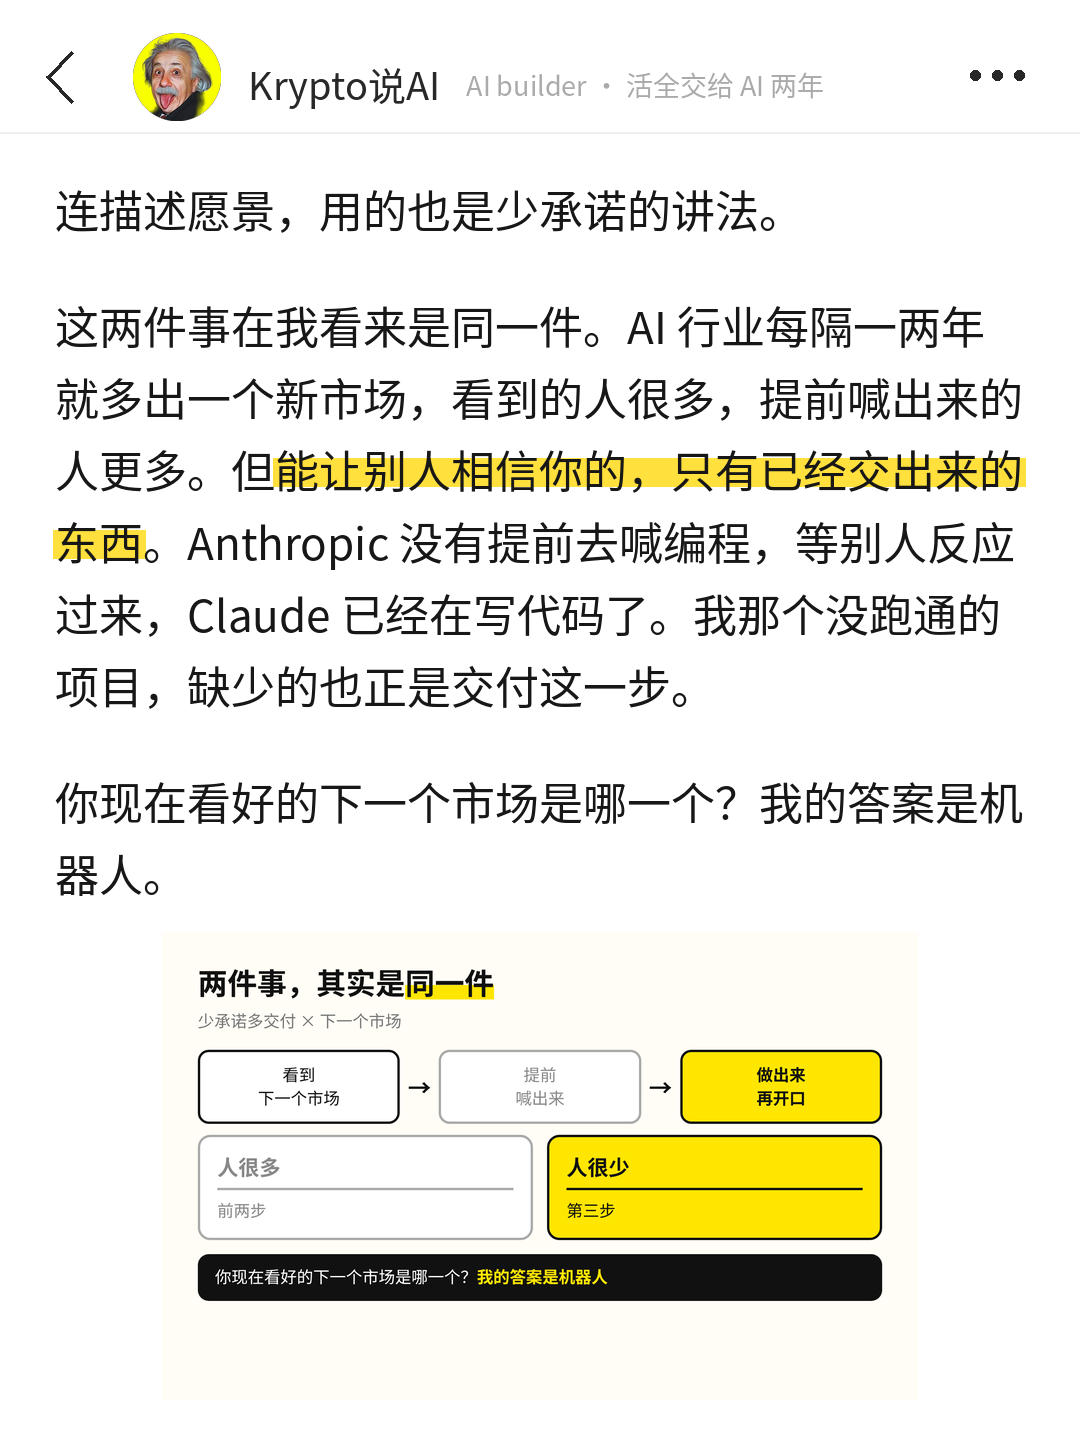 Krypto说AI AI builder · 活全交给 AI 两年
连描述愿景，用的也是少承诺的讲法。
这两件事在我看来是同一件。AI 行业每隔一两年
就多出一个新市场，看到的人很多，提前喊出来的
人更多。但能让别人相信你的，只有已经交出来的
东西。Anthropic 没有提前去喊编程，等别人反应
过来，Claude 已经在写代码了。我那个没跑通的
项目，缺少的也正是交付这一步。
你现在看好的下一个市场是哪一个？我的答案是机
器人。
两件事，其实是同一件
少承诺多交付 × 下一个市场
看到
下一个市场
→
提前
喊出来
→
做出来
再开口
人很多
前两步
人很少
第三步
你现在看好的下一个市场是哪一个？我的答案是机器人